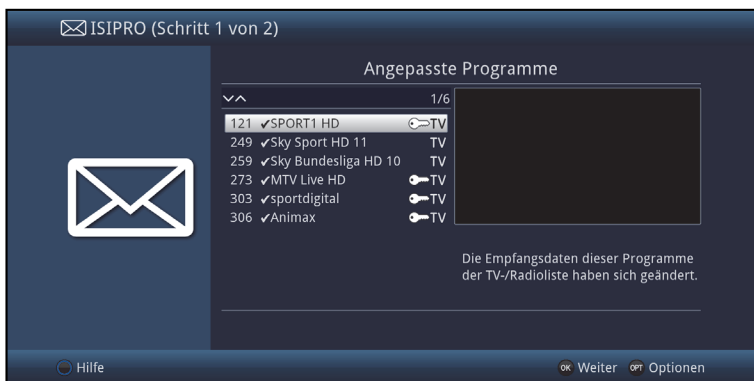 ISIPRO (Schritt 1 von 2)
Angepasste Programme
1/6
121 ✔SPORT1 HD TV
249 ✔Sky Sport HD 11 TV
259 ✔Sky Bundesliga HD 10 TV
273 ✔MTV Live HD TV
303 ✔sportdigital TV
306 ✔Animax TV
Die Empfangsdaten dieser Programme
der TV-/Radioliste haben sich geändert.
Hilfe
OK Weiter OPT Optionen